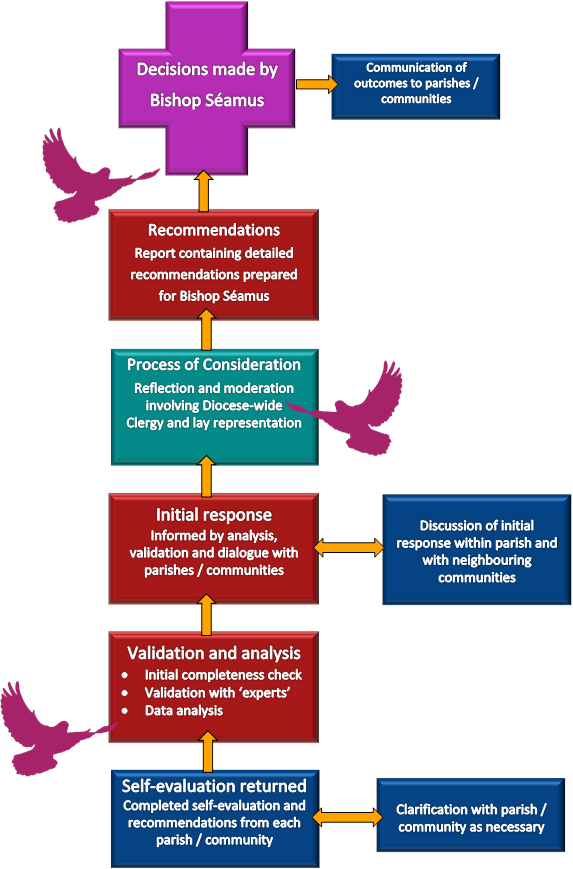 Decisions made by
Bishop Séamus
Communication of
outcomes to parishes /
communities
Recommendations
Report containing detailed
recommendations prepared
for Bishop Séamus
Process of Consideration
Reflection and moderation
involving Diocese-wide
Clergy and lay representation
Initial response
Informed by analysis,
validation and dialogue with
parishes / communities
Discussion of initial
response within parish and
with neighbouring
communities
Validation and analysis
• Initial completeness check
• Validation with ‘experts’
• Data analysis
Self-evaluation returned
Completed self-evaluation and
recommendations from each
parish / community
Clarification with parish /
community as necessary